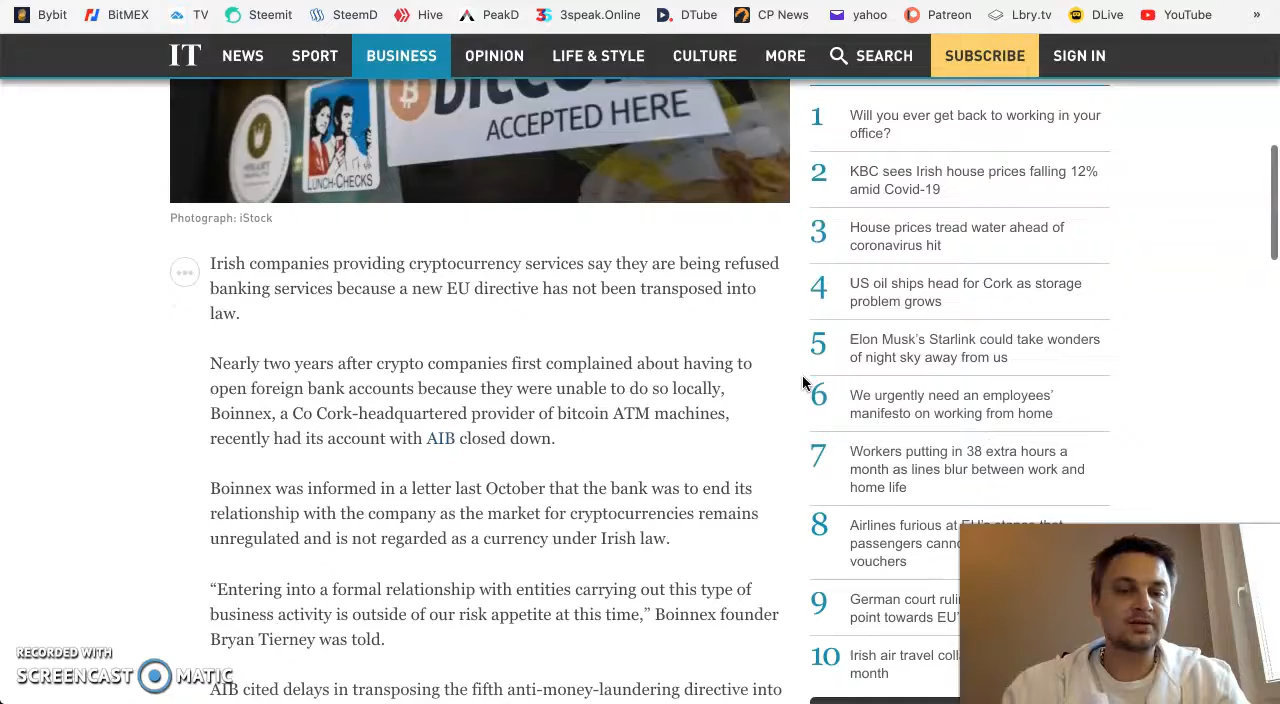 Bybit BitMEX TV Steemit SteemD Hive PeakD 3speak.Online DTube CP News yahoo Patreon Lbry.tv DLive YouTube »
IT NEWS SPORT BUSINESS OPINION LIFE & STYLE CULTURE MORE SEARCH SUBSCRIBE SIGN IN
ACCEPTED HERE
LUNCH-CHECKS
Photograph: iStock
Irish companies providing cryptocurrency services say they are being refused
banking services because a new EU directive has not been transposed into
law.
Nearly two years after crypto companies first complained about having to
open foreign bank accounts because they were unable to do so locally,
Boinnex, a Co Cork-headquartered provider of bitcoin ATM machines,
recently had its account with AIB closed down.
Boinnex was informed in a letter last October that the bank was to end its
relationship with the company as the market for cryptocurrencies remains
unregulated and is not regarded as a currency under Irish law.
“Entering into a formal relationship with entities carrying out this type of
business activity is outside of our risk appetite at this time,” Boinnex founder
Bryan Tierney was told.
AIB cited delays in transposing the fifth anti-money-laundering directive into
1 Will you ever get back to working in your
office?
2 KBC sees Irish house prices falling 12%
amid Covid-19
3 House prices tread water ahead of
coronavirus hit
4 US oil ships head for Cork as storage
problem grows
5 Elon Musk’s Starlink could take wonders
of night sky away from us
6 We urgently need an employees’
manifesto on working from home
7 Workers putting in 38 extra hours a
month as lines blur between work and
home life
8 Airlines furious at
passengers
vouchers
9 German court
point towards
10 Irish air travel
month
RECORDED WITH
SCREENCAST MATIC